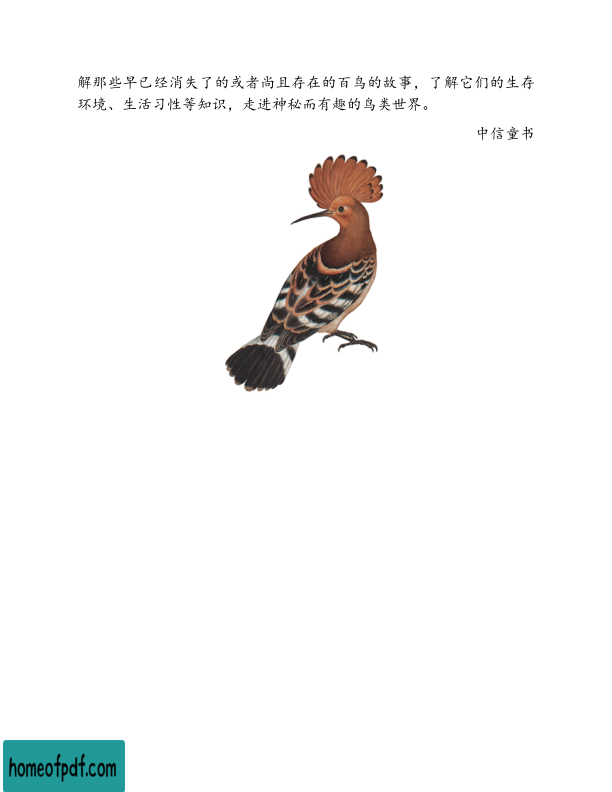 解那些早已经消失了的或者尚且存在的百鸟的故事，了解它们的生存
环境、生活习性等知识，走进神秘而有趣的鸟类世界。
中信童书
homeofpdf.com